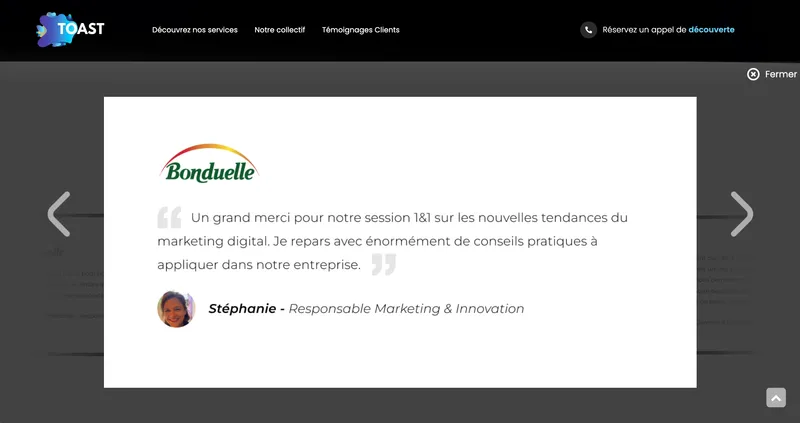 TOAST
Découvrez nos services
Notre collectif
Témoignages Clients
Réservez un appel de découverte
Fermer
Bonduelle
“ Un grand merci pour notre session 1&1 sur les nouvelles tendances du
marketing digital. Je repars avec énormément de conseils pratiques à
appliquer dans notre entreprise. ”
Stéphanie - Responsable Marketing & Innovation